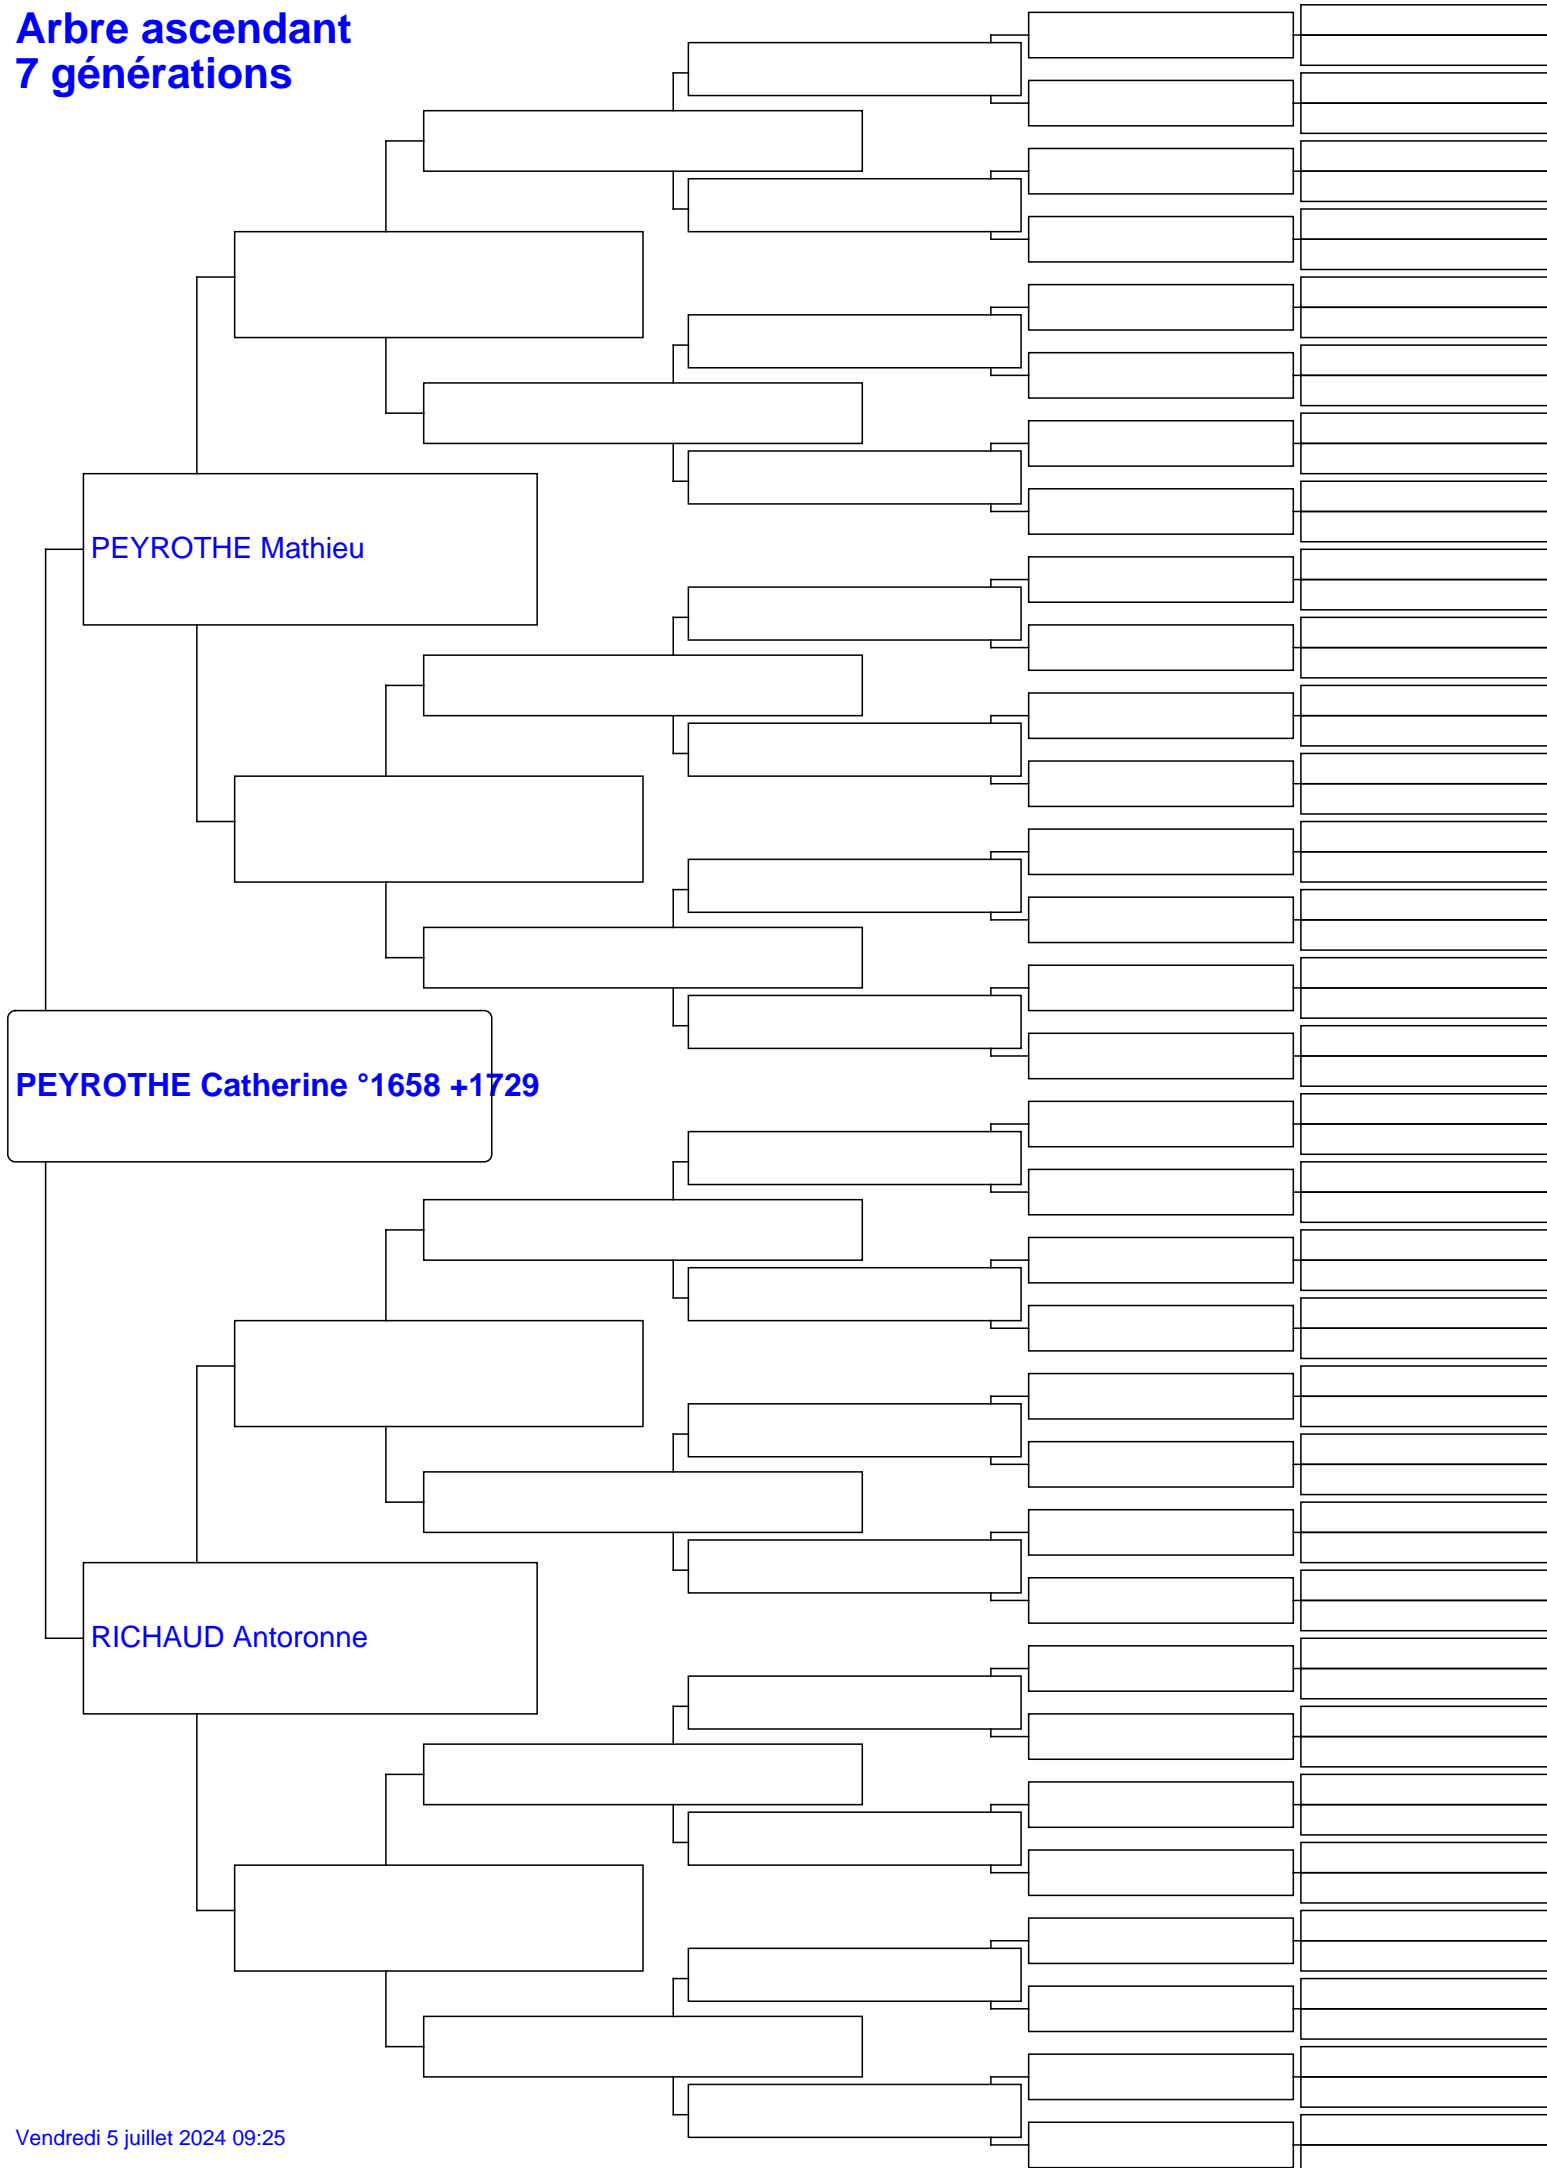 Arbre ascendant
7 générations
PEYROTHE Mathieu
PEYROTHE Catherine °1658 +1729
RICHAUD Antoronne
Vendredi 5 juillet 2024 09:25